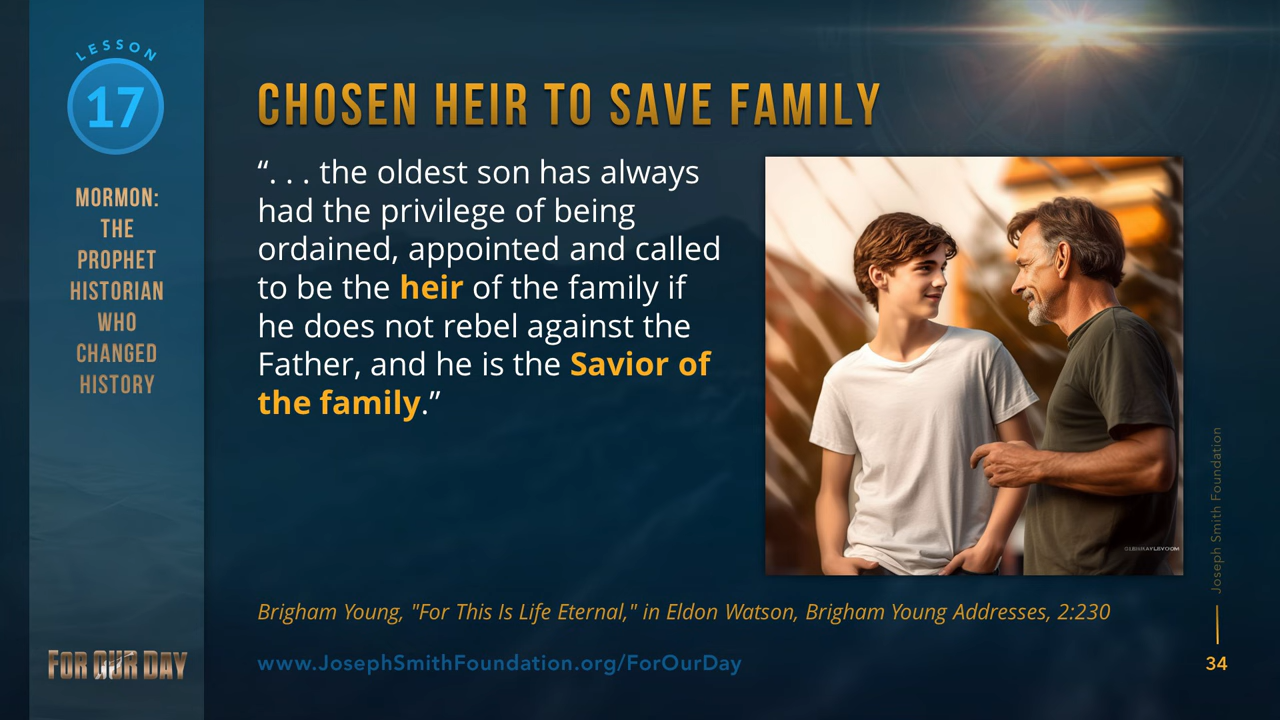 LESSON
17
MORMON:
THE
PROPHET
HISTORIAN
WHO
CHANGED
HISTORY
FOR OUR DAY
CHOSEN HEIR TO SAVE FAMILY
“. . . the oldest son has always
had the privilege of being
ordained, appointed and called
to be the heir of the family if
he does not rebel against the
Father, and he is the Savior of
the family.”
Brigham Young, "For This Is Life Eternal," in Eldon Watson, Brigham Young Addresses, 2:230
www.JosephSmithFoundation.org/ForOurDay
Joseph Smith Foundation
34